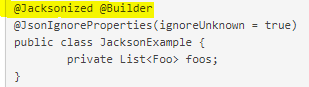 @Jacksonized @Builder
@JsonIgnoreProperties(ignoreUnknown = true)
public class JacksonExample {
        private List<Foo> foos;
}